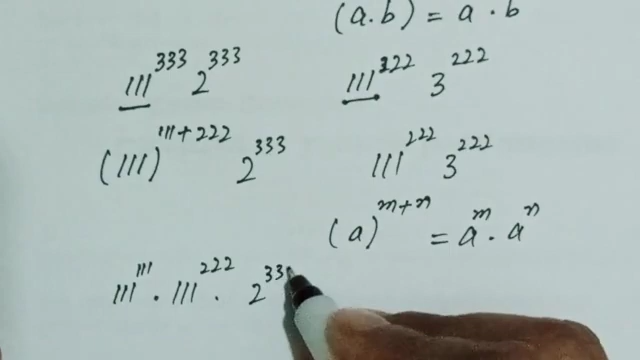 (a.b) = a . b
111^333 2^333 111^222 3^222
(111)^111+222 2^333 111^222 3^222
(a)^m+n = a^m . a^n
111^111 . 111^222 . 2^33